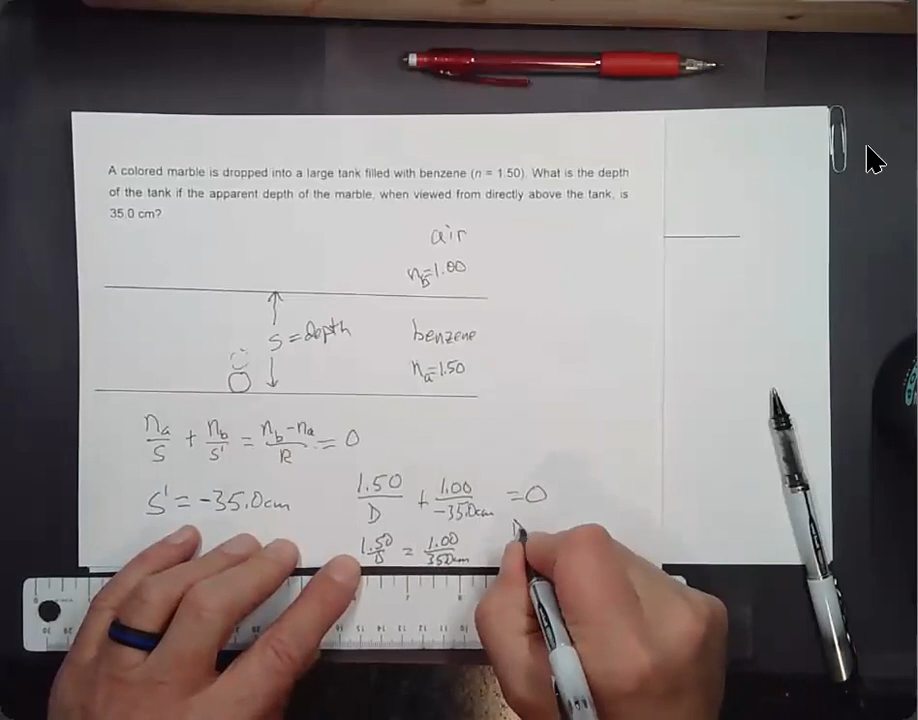 A colored marble is dropped into a large tank filled with benzene (n = 1.50). What is the depth
of the tank if the apparent depth of the marble, when viewed from directly above the tank, is
35.0 cm?
air
n_b=1.00
S = depth
benzene
n_a=1.50
n_a/S + n_b/S' = (n_b-n_a)/R = 0
S' = -35.0cm
1.50/D + 1.00/-35.0cm = 0
1.50/D = 1.00/35.0cm